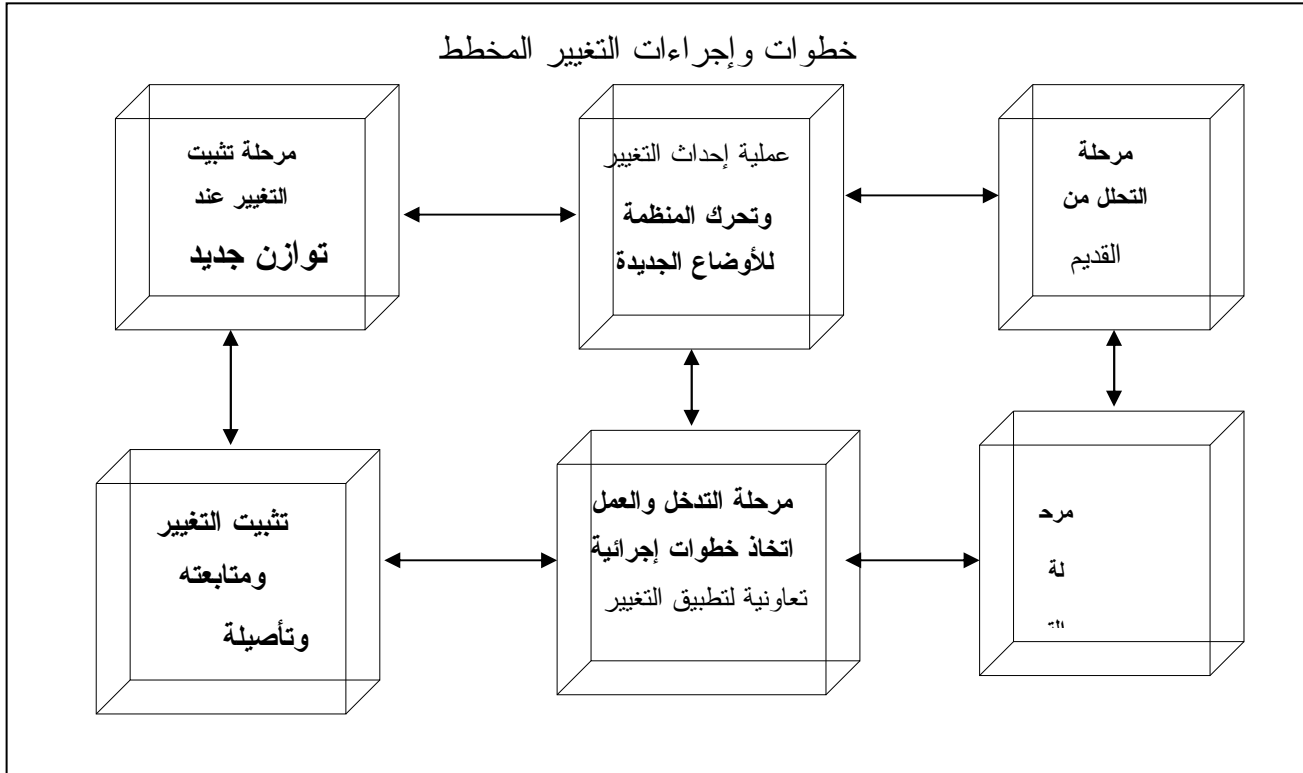 خطوات وإجراءات التغيير المخطط
مرحلة
التحلل من
القديم
عملية إحداث التغيير
وتحرك المنظمة
للأوضاع الجديدة
مرحلة تثبيت
التغيير عند
توازن جديد
مرح
لة
مرحلة التدخل والعمل
اتخاذ خطوات إجرائية
تعاونية لتطبيق التغيير
تثبيت التغيير
ومتابعته
وتأصيلة